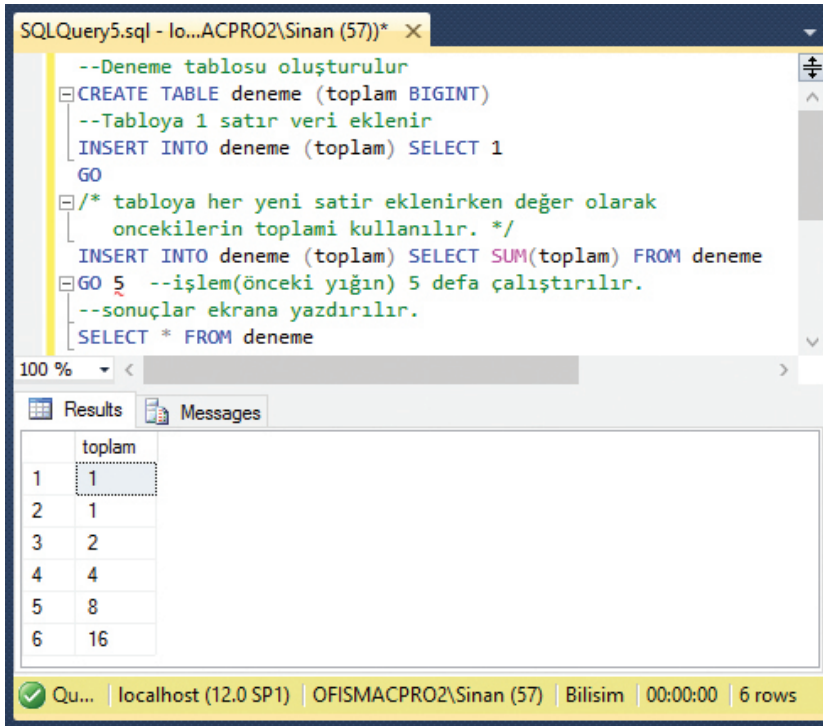 SQLQuery5.sql - lo...ACPRO2\Sinan (57))*
--Deneme tablosu oluşturulur
CREATE TABLE deneme (toplam BIGINT)
--Tabloya 1 satır veri eklenir
INSERT INTO deneme (toplam) SELECT 1
GO
/* tabloya her yeni satir eklenirken değer olarak
oncekilerin toplami kullanılır. */
INSERT INTO deneme (toplam) SELECT SUM(toplam) FROM deneme
GO 5 --işlem(önceki yığın) 5 defa çalıştırılır.
--sonuçlar ekrana yazdırılır.
SELECT * FROM deneme
100 %
Results Messages
toplam
1 1
2 1
3 2
4 4
5 8
6 16
Qu... localhost (12.0 SP1) OFISMACPRO2\Sinan (57) Bilisim 00:00:00 6 rows